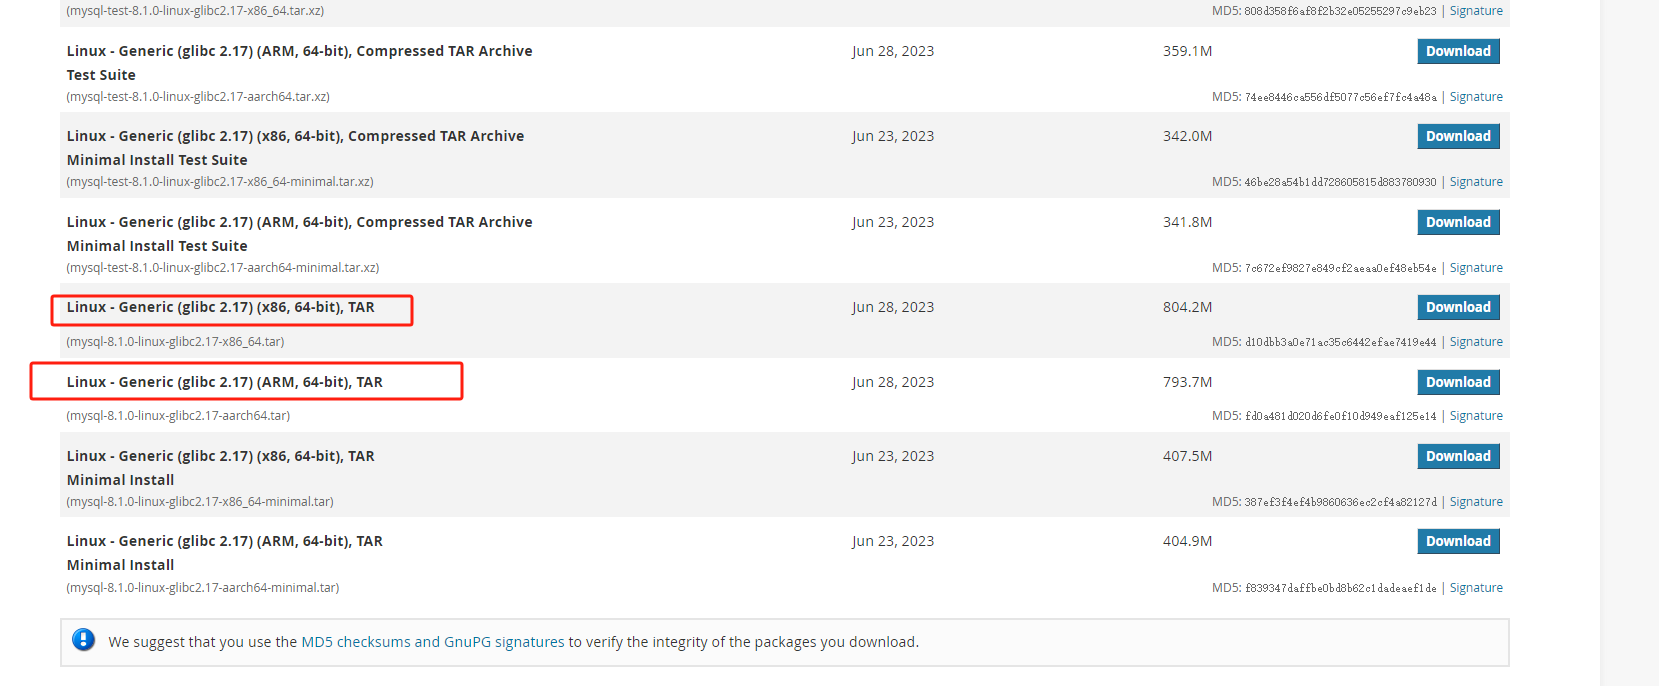 (mysql-test-8.1.0-linux-glibc2.17-x86_64.tar.xz) MD5: 808d358f6af8f2b32e05255297c9eb23 | Signature
Linux - Generic (glibc 2.17) (ARM, 64-bit), Compressed TAR Archive Jun 28, 2023 359.1M Download
Test Suite
(mysql-test-8.1.0-linux-glibc2.17-aarch64.tar.xz) MD5: 74ee8446ca556df5077c56ef7fc4a48a | Signature
Linux - Generic (glibc 2.17) (x86, 64-bit), Compressed TAR Archive Jun 23, 2023 342.0M Download
Minimal Install Test Suite
(mysql-test-8.1.0-linux-glibc2.17-x86_64-minimal.tar.xz) MD5: 46be28a54b1dd728605815d883780930 | Signature
Linux - Generic (glibc 2.17) (ARM, 64-bit), Compressed TAR Archive Jun 23, 2023 341.8M Download
Minimal Install Test Suite
(mysql-test-8.1.0-linux-glibc2.17-aarch64-minimal.tar.xz) MD5: 7c672ef9827e849cf2aeaa0ef48eb54e | Signature
Linux - Generic (glibc 2.17) (x86, 64-bit), TAR Jun 28, 2023 804.2M Download
(mysql-8.1.0-linux-glibc2.17-x86_64.tar) MD5: d10dbb3a0e71ac35c6442efae7419e44 | Signature
Linux - Generic (glibc 2.17) (ARM, 64-bit), TAR Jun 28, 2023 793.7M Download
(mysql-8.1.0-linux-glibc2.17-aarch64.tar) MD5: fd0a481d020d6fe0f10d949eaf125e14 | Signature
Linux - Generic (glibc 2.17) (x86, 64-bit), TAR Jun 23, 2023 407.5M Download
Minimal Install
(mysql-8.1.0-linux-glibc2.17-x86_64-minimal.tar) MD5: 387ef3f4ef4b9860636ec2cf4a82127d | Signature
Linux - Generic (glibc 2.17) (ARM, 64-bit), TAR Jun 23, 2023 404.9M Download
Minimal Install
(mysql-8.1.0-linux-glibc2.17-aarch64-minimal.tar) MD5: f839347daffbe0bd8b62c1dadeaef1de | Signature
We suggest that you use the MD5 checksums and GnuPG signatures to verify the integrity of the packages you download.